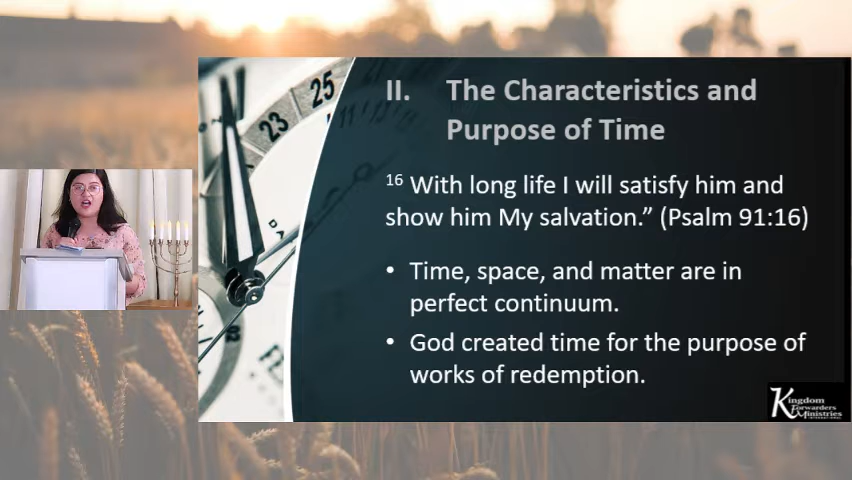 II. The Characteristics and
Purpose of Time
16 With long life I will satisfy him and
show him My salvation.” (Psalm 91:16)
• Time, space, and matter are in
perfect continuum.
• God created time for the purpose of
works of redemption.
25
23
Kingdom
Forwarders
Ministries